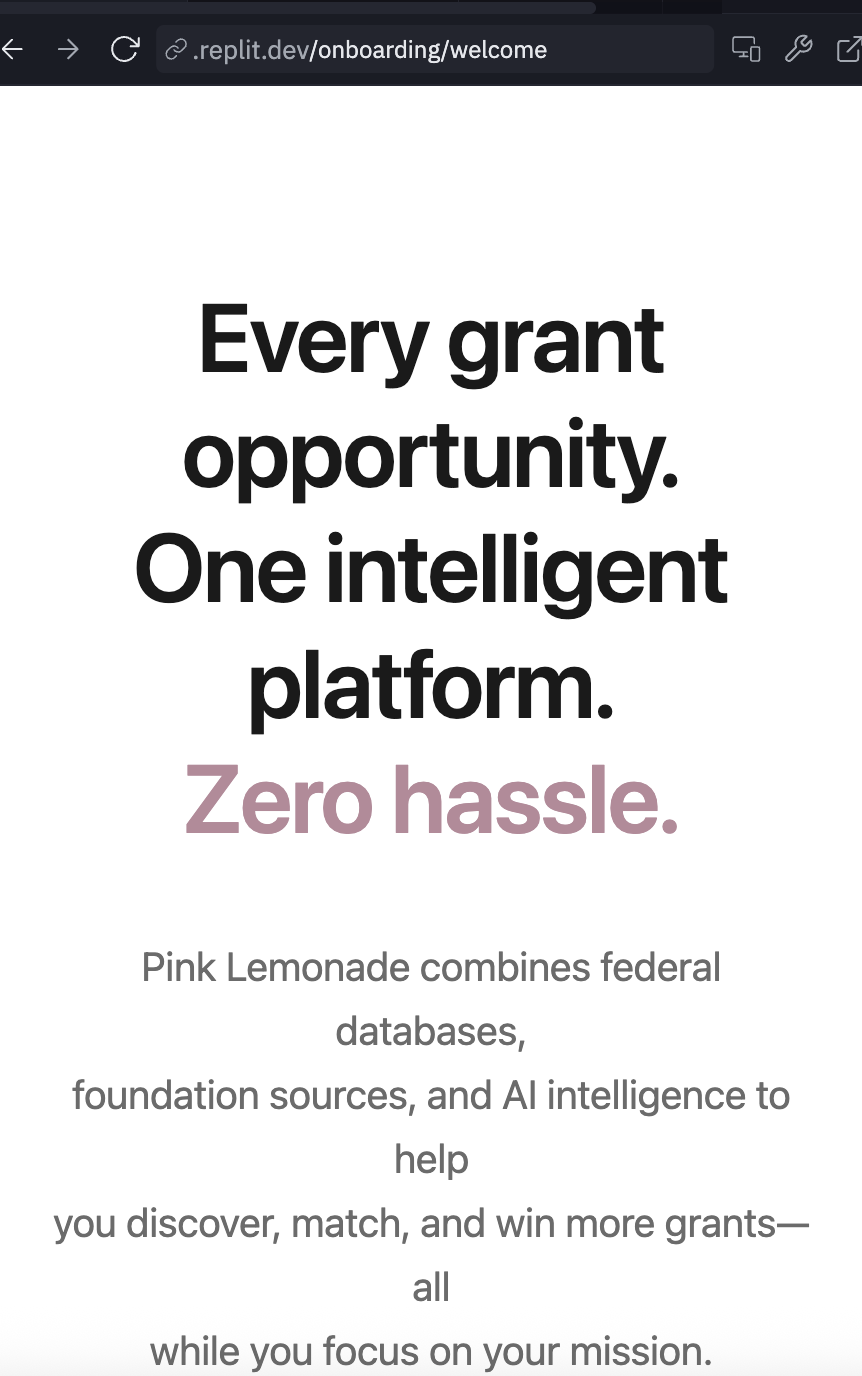 .replit.dev/onboarding/welcome
Every grant
opportunity.
One intelligent
platform.
Zero hassle.
Pink Lemonade combines federal
databases,
foundation sources, and AI intelligence to
help
you discover, match, and win more grants—
all
while you focus on your mission.